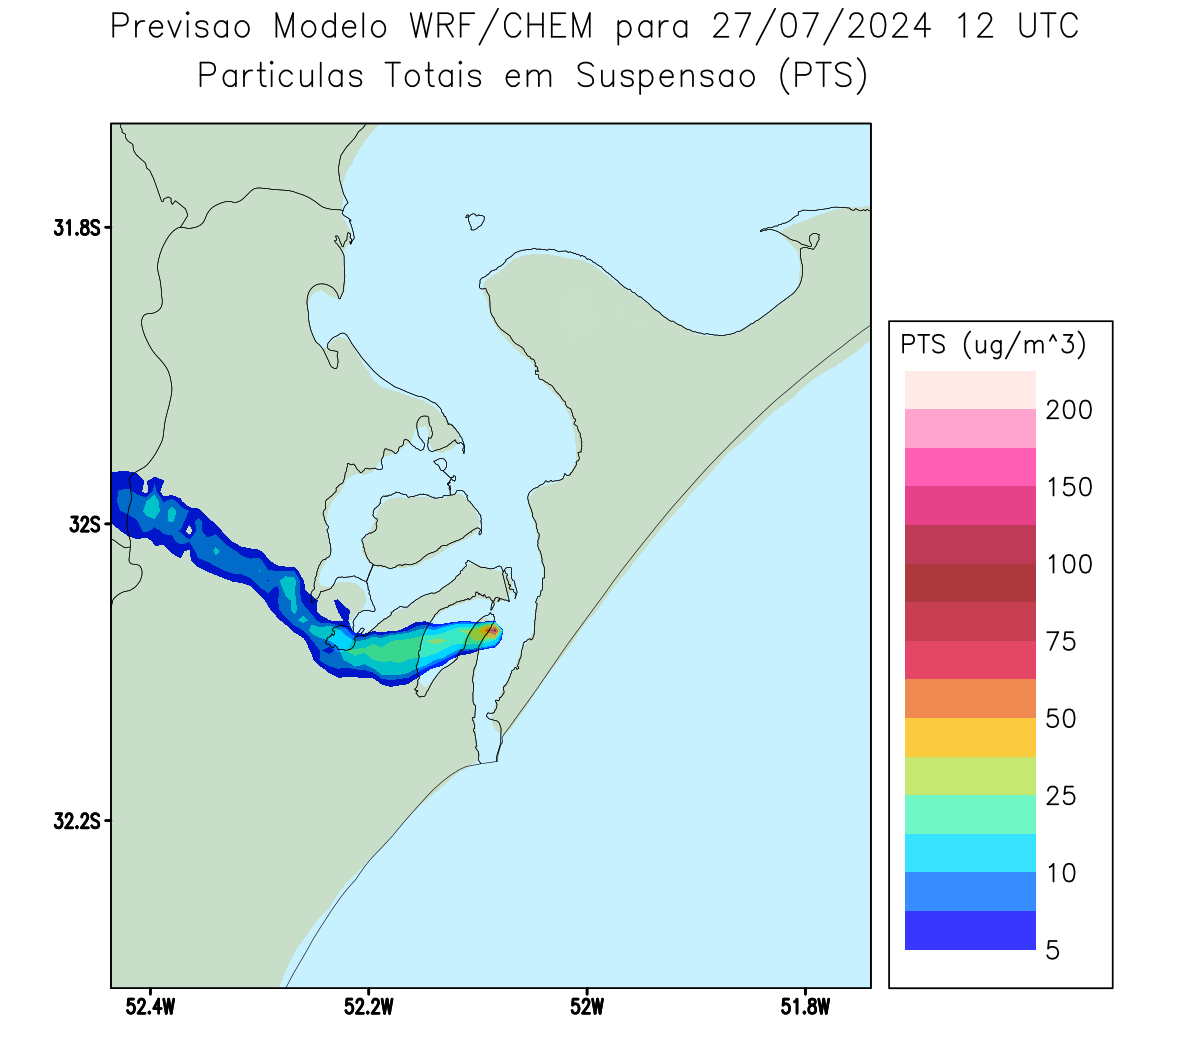 Previsao Modelo WRF/CHEM para 27/07/2024 12 UTC
Particulas Totais em Suspensao (PTS)
31.8S
32S
32.2S
52.4W
52.2W
52W
51.8W
PTS (ug/m^3)
200
150
100
75
50
25
10
5